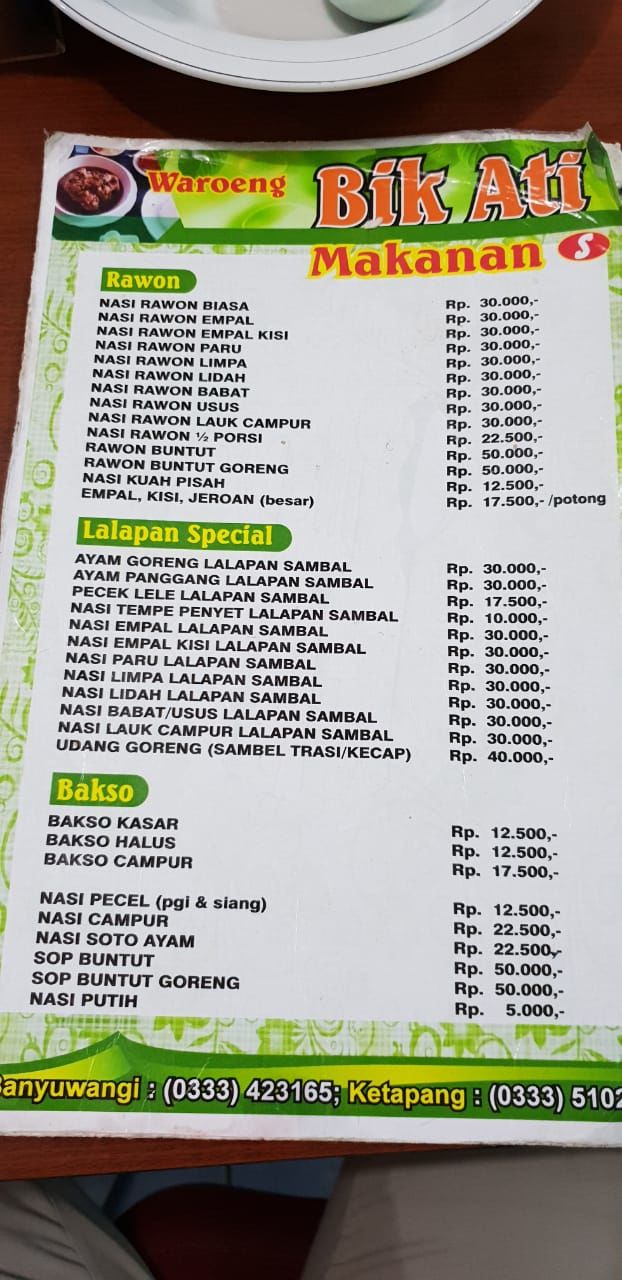 Waroeng Bik Ati
Makanan S
Rawon
NASI RAWON BIASA Rp. 30.000,-
NASI RAWON EMPAL Rp. 30.000,-
NASI RAWON EMPAL KISI Rp. 30.000,-
NASI RAWON PARU Rp. 30.000,-
NASI RAWON LIMPA Rp. 30.000,-
NASI RAWON LIDAH Rp. 30.000,-
NASI RAWON BABAT Rp. 30.000,-
NASI RAWON USUS Rp. 30.000,-
NASI RAWON LAUK CAMPUR Rp. 30.000,-
NASI RAWON ½ PORSI Rp. 22.500,-
RAWON BUNTUT Rp. 50.000,-
RAWON BUNTUT GORENG Rp. 50.000,-
NASI KUAH PISAH Rp. 12.500,-
EMPAL, KISI, JEROAN (besar) Rp. 17.500,- /potong
Lalapan Special
AYAM GORENG LALAPAN SAMBAL Rp. 30.000,-
AYAM PANGGANG LALAPAN SAMBAL Rp. 30.000,-
PECEK LELE LALAPAN SAMBAL Rp. 17.500,-
NASI TEMPE PENYET LALAPAN SAMBAL Rp. 10.000,-
NASI EMPAL LALAPAN SAMBAL Rp. 30.000,-
NASI EMPAL KISI LALAPAN SAMBAL Rp. 30.000,-
NASI PARU LALAPAN SAMBAL Rp. 30.000,-
NASI LIMPA LALAPAN SAMBAL Rp. 30.000,-
NASI LIDAH LALAPAN SAMBAL Rp. 30.000,-
NASI BABAT/USUS LALAPAN SAMBAL Rp. 30.000,-
NASI LAUK CAMPUR LALAPAN SAMBAL Rp. 30.000,-
UDANG GORENG (SAMBEL TRASI/KECAP) Rp. 40.000,-
Bakso
BAKSO KASAR Rp. 12.500,-
BAKSO HALUS Rp. 12.500,-
BAKSO CAMPUR Rp. 17.500,-
NASI PECEL (pgi & siang) Rp. 12.500,-
NASI CAMPUR Rp. 22.500,-
NASI SOTO AYAM Rp. 22.500,-
SOP BUNTUT Rp. 50.000,-
SOP BUNTUT GORENG Rp. 50.000,-
NASI PUTIH Rp. 5.000,-
Banyuwangi : (0333) 423165; Ketapang : (0333) 5102